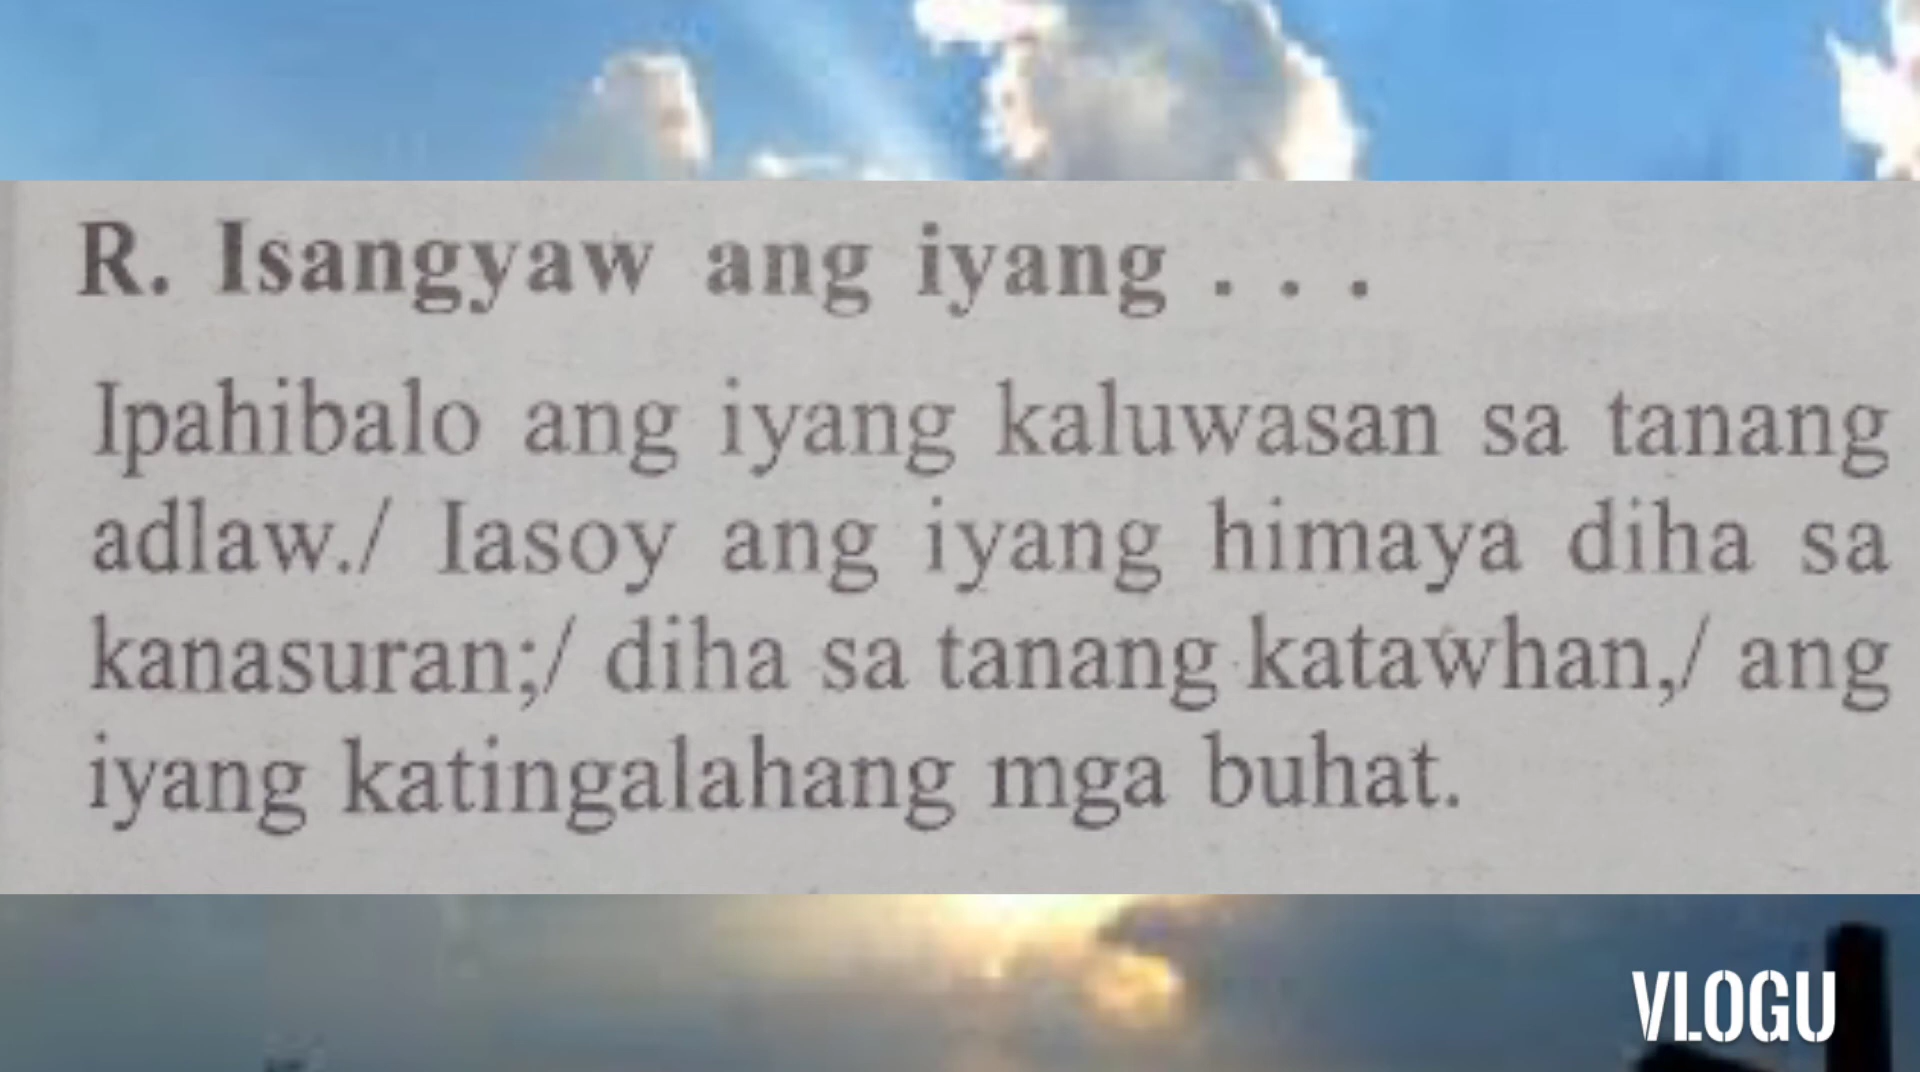 R. Isangyaw ang iyang . . .
Ipahibalo ang iyang kaluwasan sa tanang
adlaw./ Iasoy ang iyang himaya diha sa
kanasuran;/ diha sa tanang katawhan,/ ang
iyang katingalahang mga buhat.
VLOGU